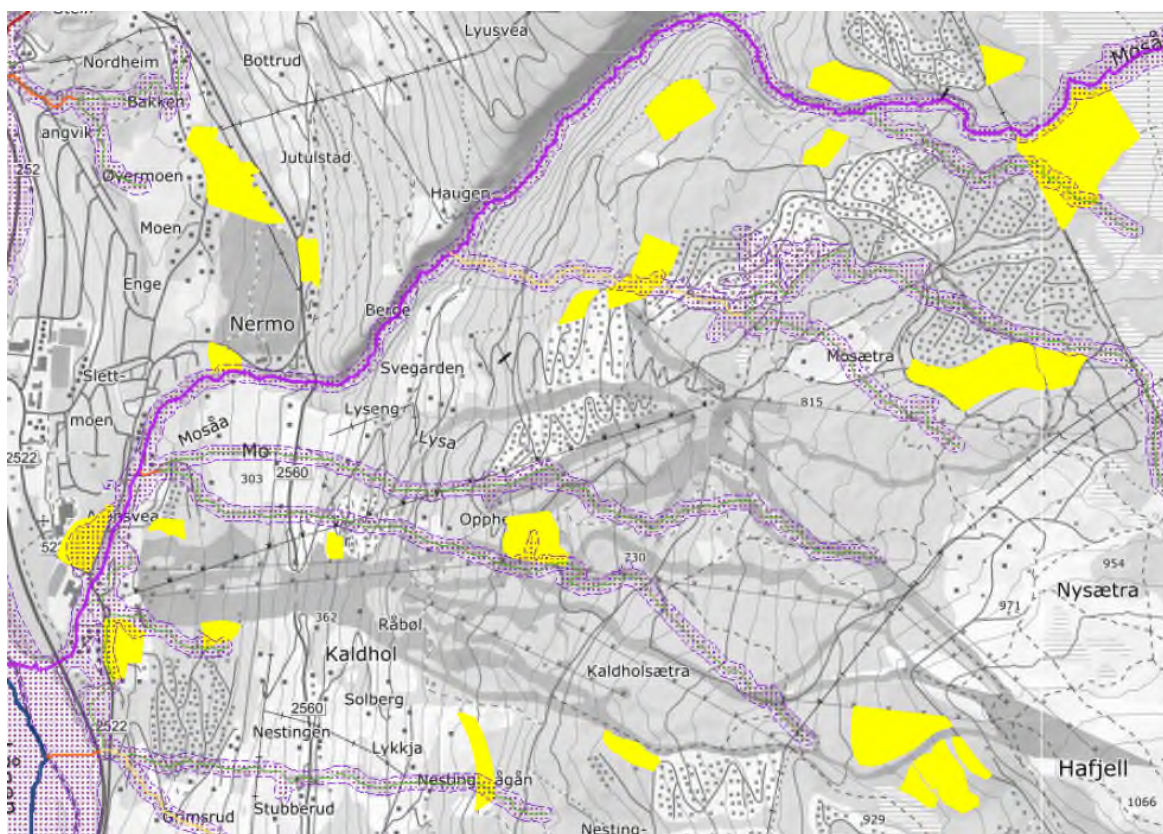 Lyusvea
Nordheim
Bottrud
Moså
Bakken
angvik
Jutulstad
252
Øvermoen
Haugen
Moen
Enge
Nermo
Berge
Mosætra
Svegarden
Slett-
moen
815
Lyseng
Mosåa
Lysa
Mo
2522
303
2560
Opphe
230
954
Nysætra
971
362
Råbøl
Kaldhol
Kaldholsætra
Solberg
2560
2522
Nestingen
Lykkja
Hafjell
Nesting
ågån
Stubberud
1066
Grimsrud
929
Nesting-